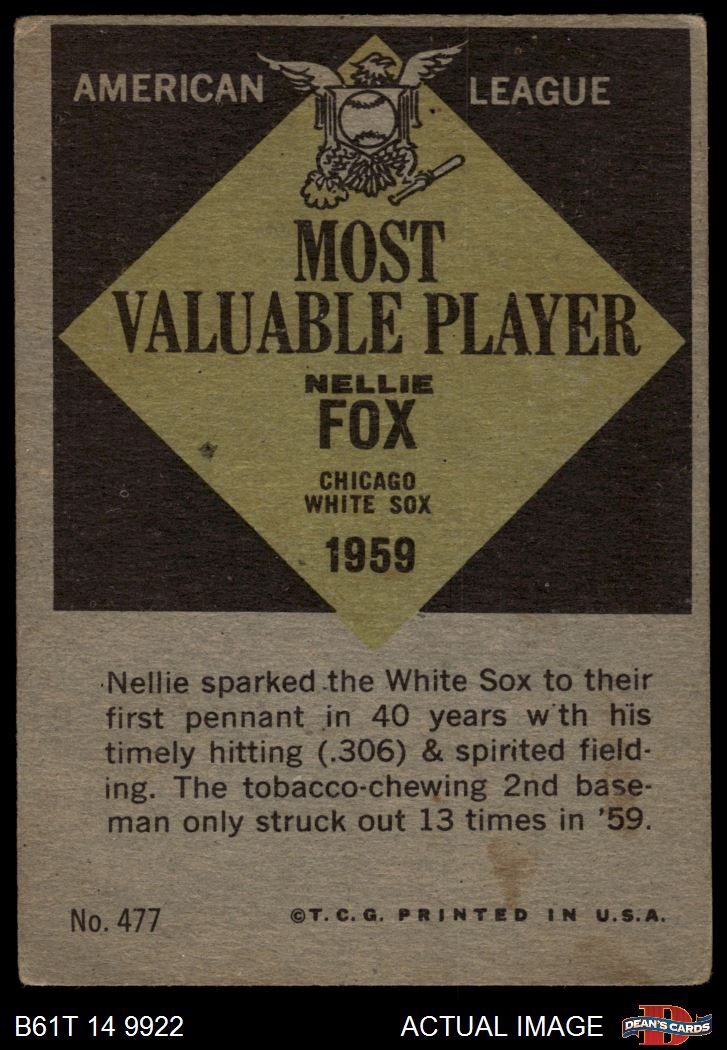 AMERICAN LEAGUE
MOST
VALUABLE PLAYER
NELLIE
FOX
CHICAGO
WHITE SOX
1959
Nellie sparked the White Sox to their
first pennant in 40 years w th his
timely hitting (.306) & spirited field-
ing. The tobacco-chewing 2nd base-
man only struck out 13 times in '59.
No. 477 ©T.C.G. PRINTED IN U.S.A.
B61T 14 9922 ACTUAL IMAGE D DEAN'S CARDS